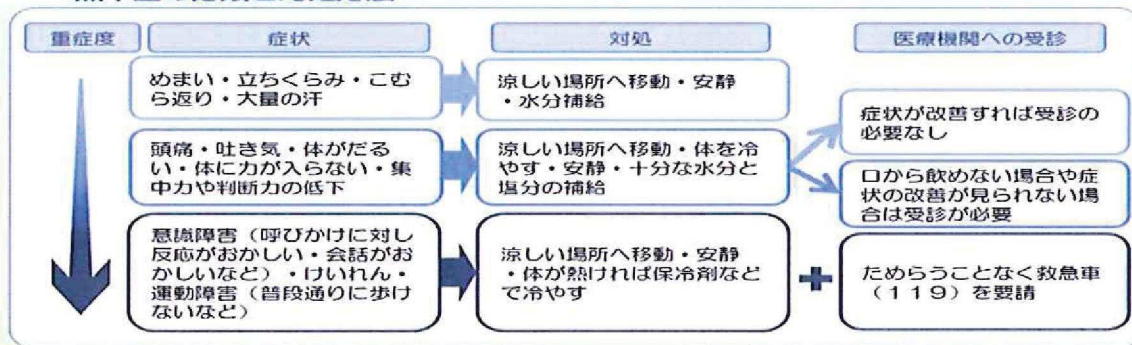 重症度
症状
対処
医療機関への受診
めまい・立ちくらみ・こむ
ら返り・大量の汗
涼しい場所へ移動・安静
・水分補給
症状が改善すれば受診の
必要なし
頭痛・吐き気・体がだる
い・体に力が入らない・集
中力や判断力の低下
涼しい場所へ移動・体を冷
やす・安静・十分な水分と
塩分の補給
口から飲めない場合や症
状の改善が見られない場
合は受診が必要
意識障害（呼びかけに対し
反応がおかしい・会話がお
かしいなど）・けいれん・
運動障害（普段通りに歩け
ないなど）
涼しい場所へ移動・安静
・体が熱ければ保冷剤など
で冷やす
ためらうことなく救急車
（119）を要請